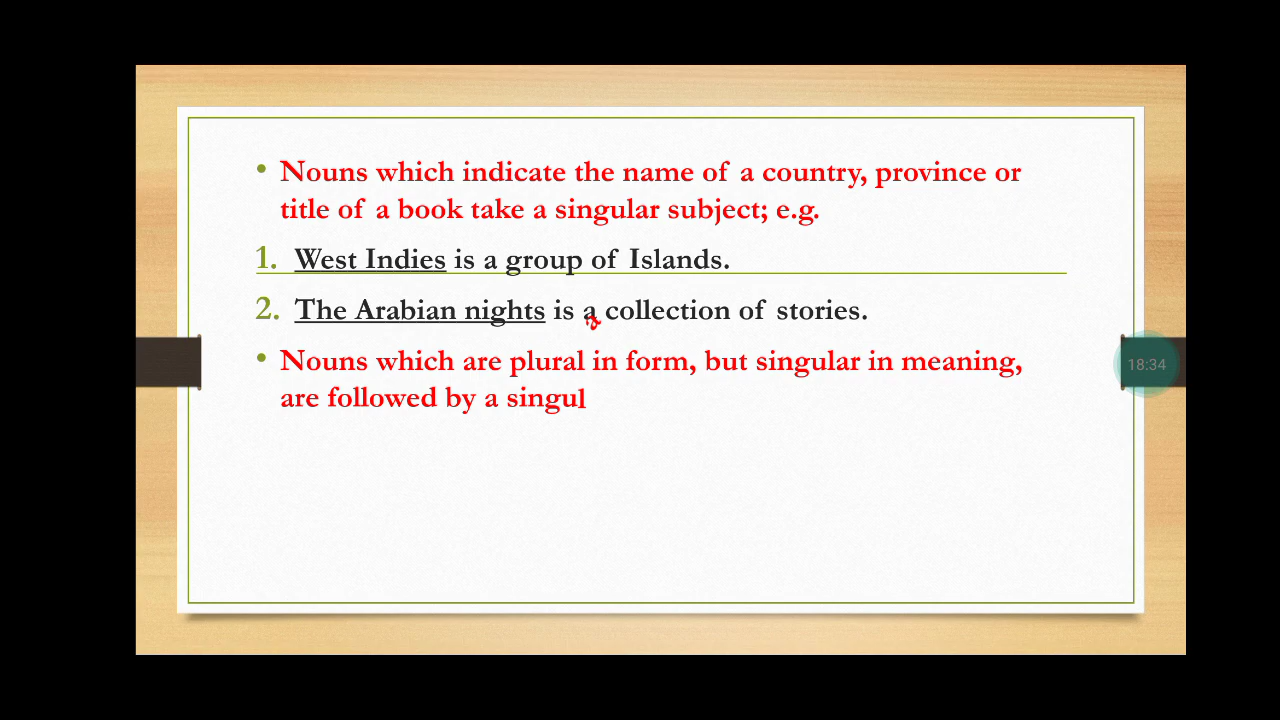 • Nouns which indicate the name of a country, province or
title of a book take a singular subject; e.g.
1. West Indies is a group of Islands.
2. The Arabian nights is a collection of stories.
• Nouns which are plural in form, but singular in meaning,
are followed by a singul
18:34